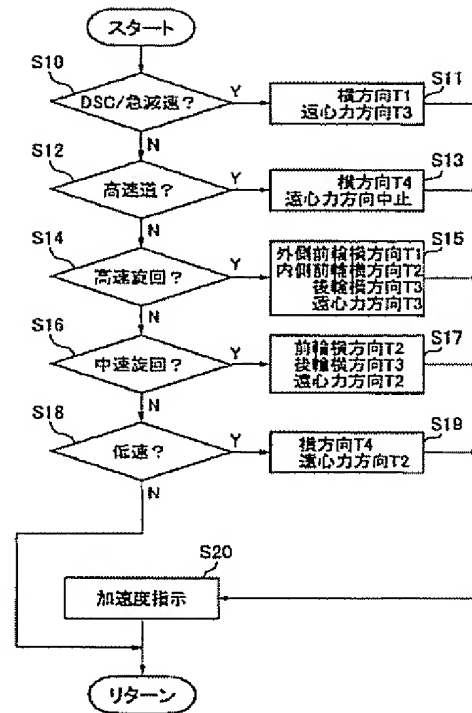 スタート
S10
DSC/急減速?
Y
S11
横方向T1
遠心力方向T3
N
S12
高速道?
Y
S13
横方向T4
遠心力方向中止
N
S14
高速旋回?
Y
S15
外側前輪横方向T1
内側前輪横方向T2
後輪横方向T3
遠心力方向T3
N
S16
中速旋回?
Y
S17
前輪横方向T2
後輪横方向T3
遠心力方向T2
N
S18
低速?
Y
S19
横方向T4
遠心力方向T2
N
S20
加速度指示
リターン